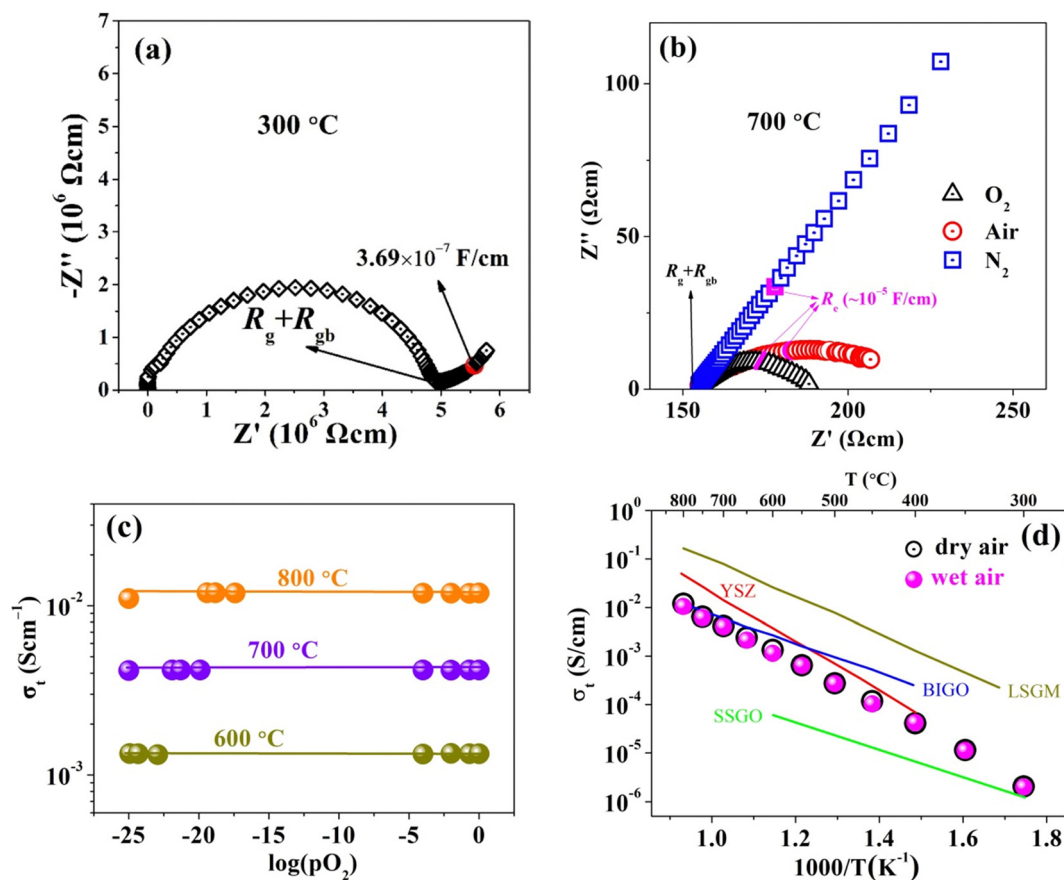 (a)
300 °C
3.69×10⁻⁷ F/cm
R_g+R_gb
-Z'' (10⁶ Ωcm)
7
6
5
4
3
2
1
0
0 1 2 3 4 5 6
Z' (10⁶ Ωcm)
(b)
700 °C
O₂
Air
N₂
R_g+R_gb
R_e (~10⁻⁵ F/cm)
Z'' (Ωcm)
100
50
0
150 200 250
Z' (Ωcm)
(c)
800 °C
700 °C
600 °C
σ_t (Scm⁻¹)
10⁻²
10⁻³
-25 -20 -15 -10 -5 0
log(pO₂)
T (°C)
800 700 600 500 400 300
(d)
dry air
wet air
YSZ
BIGO
LSGM
SSGO
σ_t (S/cm)
10⁰
10⁻¹
10⁻²
10⁻³
10⁻⁴
10⁻⁵
10⁻⁶
1.0 1.2 1.4 1.6 1.8
1000/T(K⁻¹)